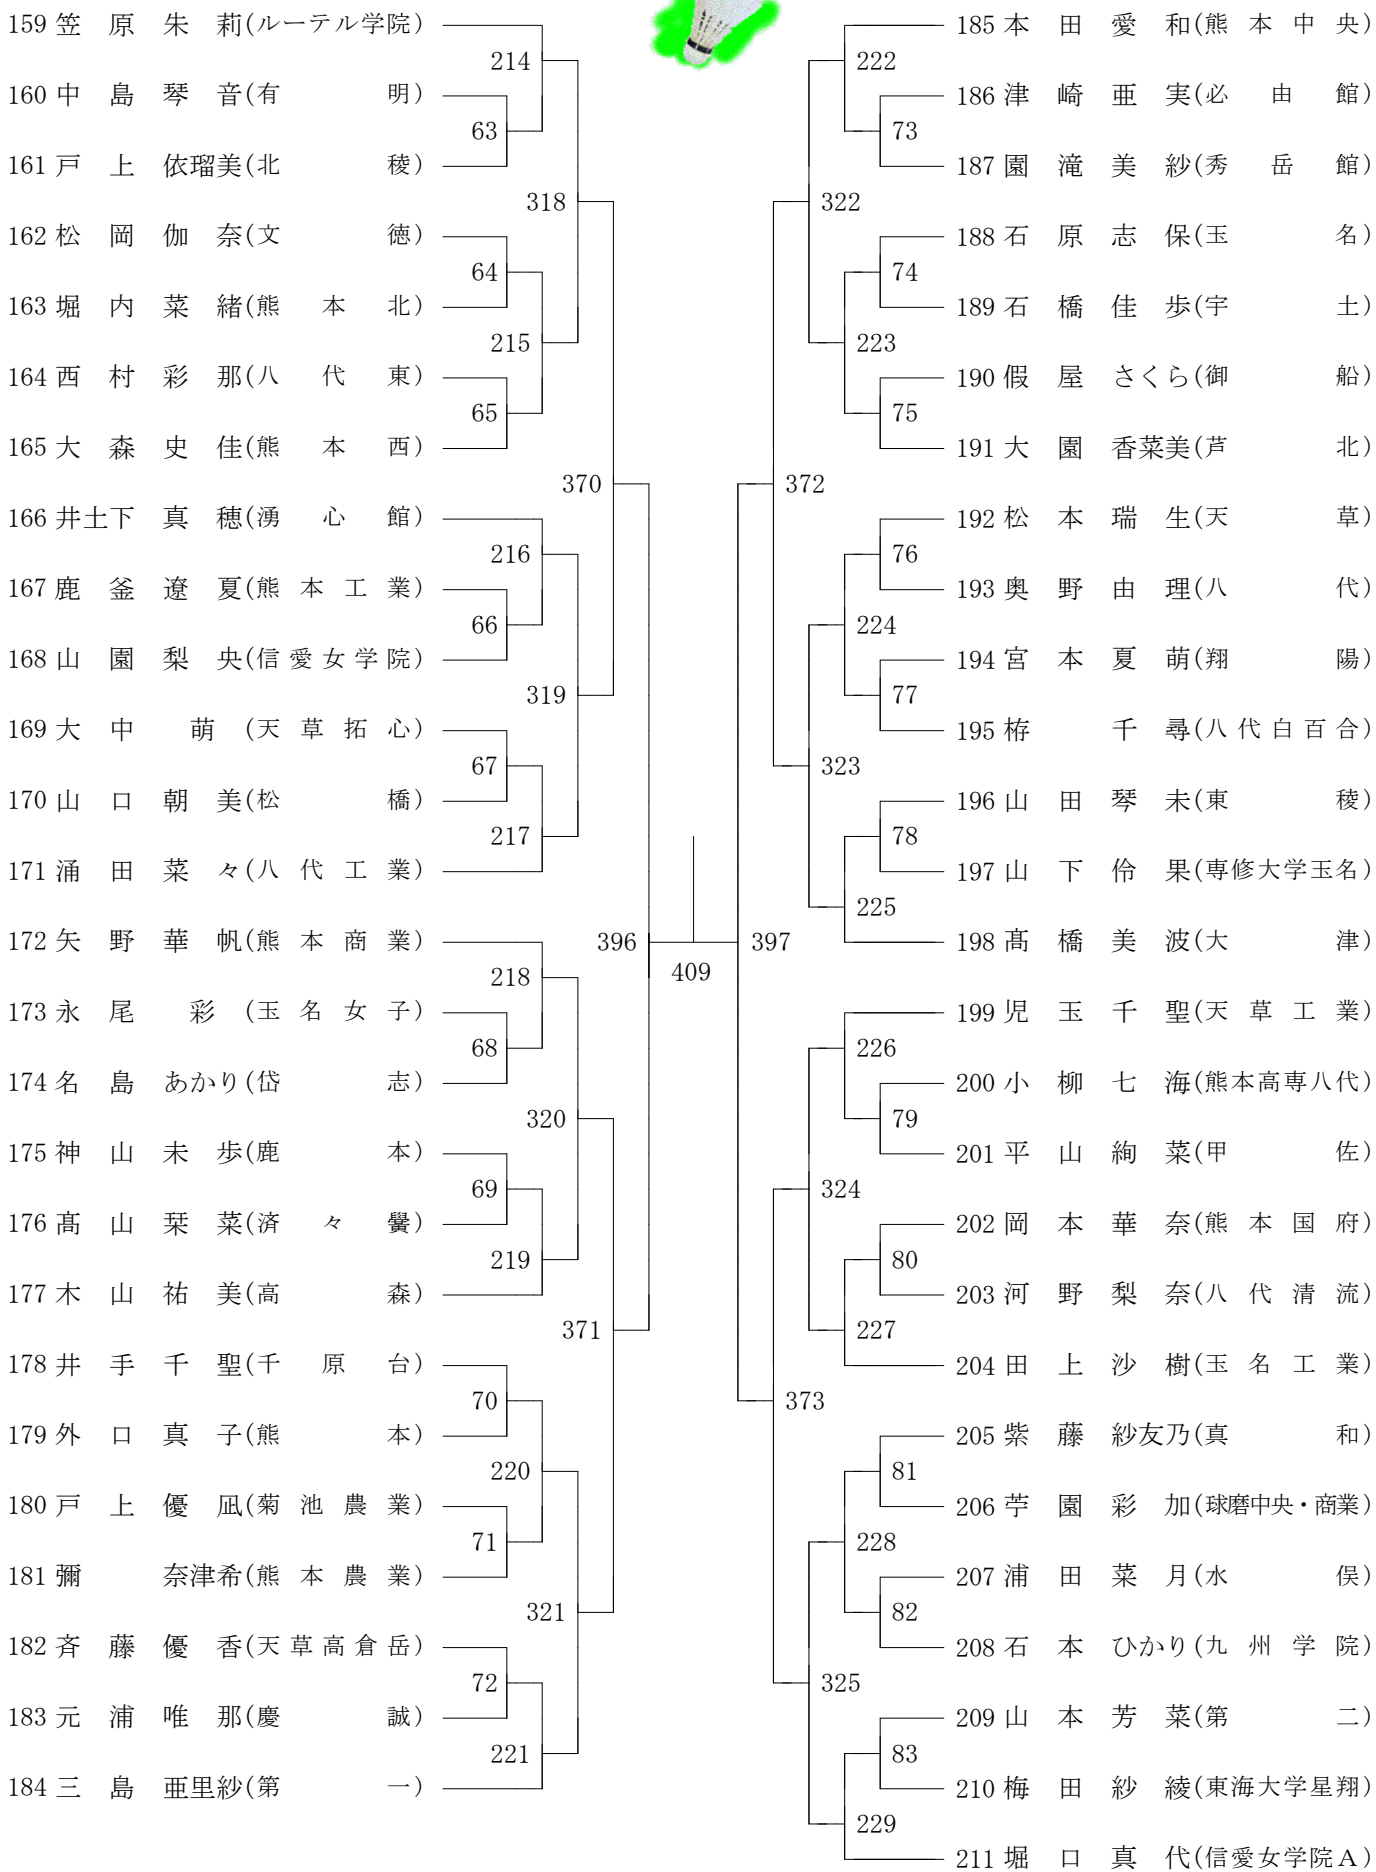 159 笠原朱莉(ルーテル学院)
214
160 中島琴音(有明)
63
161 戸上依瑠美(北稜)
318
162 松岡伽奈(文徳)
64
163 堀内菜緒(熊本北)
215
164 西村彩那(八代東)
65
165 大森史佳(熊本西)
370
166 井土下真穂(湧心館)
216
167 鹿釜遼夏(熊本工業)
66
168 山園梨央(信愛女学院)
319
169 大中萌(天草拓心)
67
170 山口朝美(松橋)
217
171 涌田菜々(八代工業)
172 矢野華帆(熊本商業)
396
218
173 永尾彩(玉名女子)
68
174 名島あかり(岱志)
320
175 神山未歩(鹿本)
69
176 髙山栞菜(済々黌)
219
177 木山祐美(高森)
371
178 井手千聖(千原台)
70
179 外口真子(熊本)
220
180 戸上優凪(菊池農業)
71
181 彌奈津希(熊本農業)
321
182 斉藤優香(天草高倉岳)
72
183 元浦唯那(慶誠)
221
184 三島亜里紗(第一)
409
185 本田愛和(熊本中央)
222
186 津崎亜実(必由館)
73
187 園滝美紗(秀岳館)
322
188 石原志保(玉名)
74
189 石橋佳歩(宇土)
223
190 假屋さくら(御船)
75
191 大園香菜美(芦北)
372
192 松本瑞生(天草)
76
193 奥野由理(八代)
224
194 宮本夏萌(翔陽)
77
195 栫千尋(八代白百合)
323
196 山田琴未(東稜)
78
197 山下伶果(専修大学玉名)
225
198 髙橋美波(大津)
397
199 児玉千聖(天草工業)
226
200 小柳七海(熊本高専八代)
79
201 平山絢菜(甲佐)
324
202 岡本華奈(熊本国府)
80
203 河野梨奈(八代清流)
227
204 田上沙樹(玉名工業)
373
205 紫藤紗友乃(真和)
81
206 苧園彩加(球磨中央・商業)
228
207 浦田菜月(水俣)
82
208 石本ひかり(九州学院)
325
209 山本芳菜(第二)
83
210 梅田紗綾(東海大学星翔)
229
211 堀口真代(信愛女学院A)